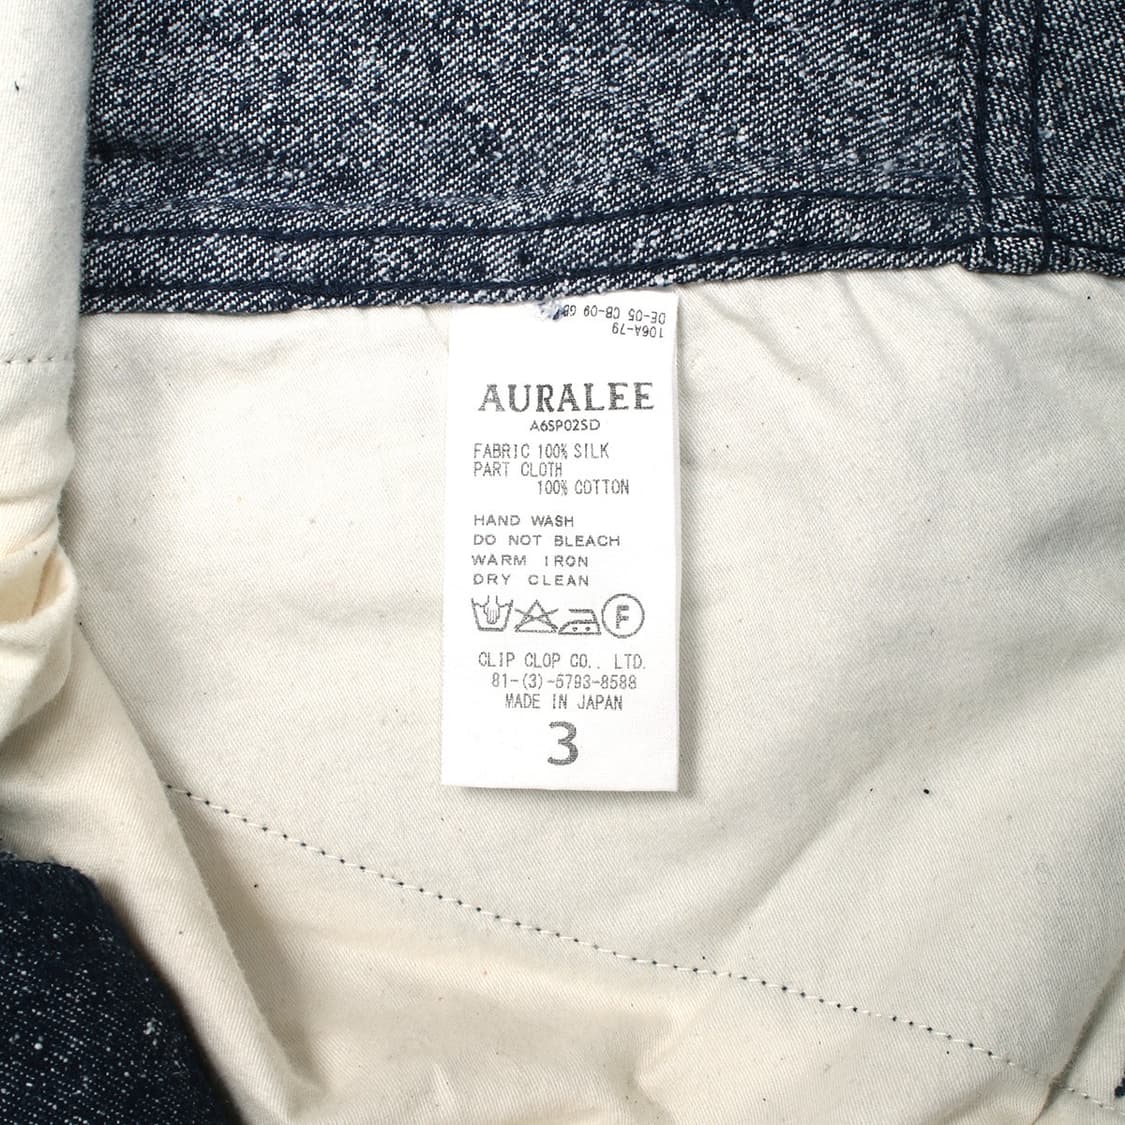 DE-05 CB-09
106A-79
AURALEE
A6SP02SD
FABRIC 100% SILK
PART CLOTH
100% COTTON
HAND WASH
DO NOT BLEACH
WARM IRON
DRY CLEAN
F
CLIP CLOP CO., LTD.
81-(3)-5793-8588
MADE IN JAPAN
3